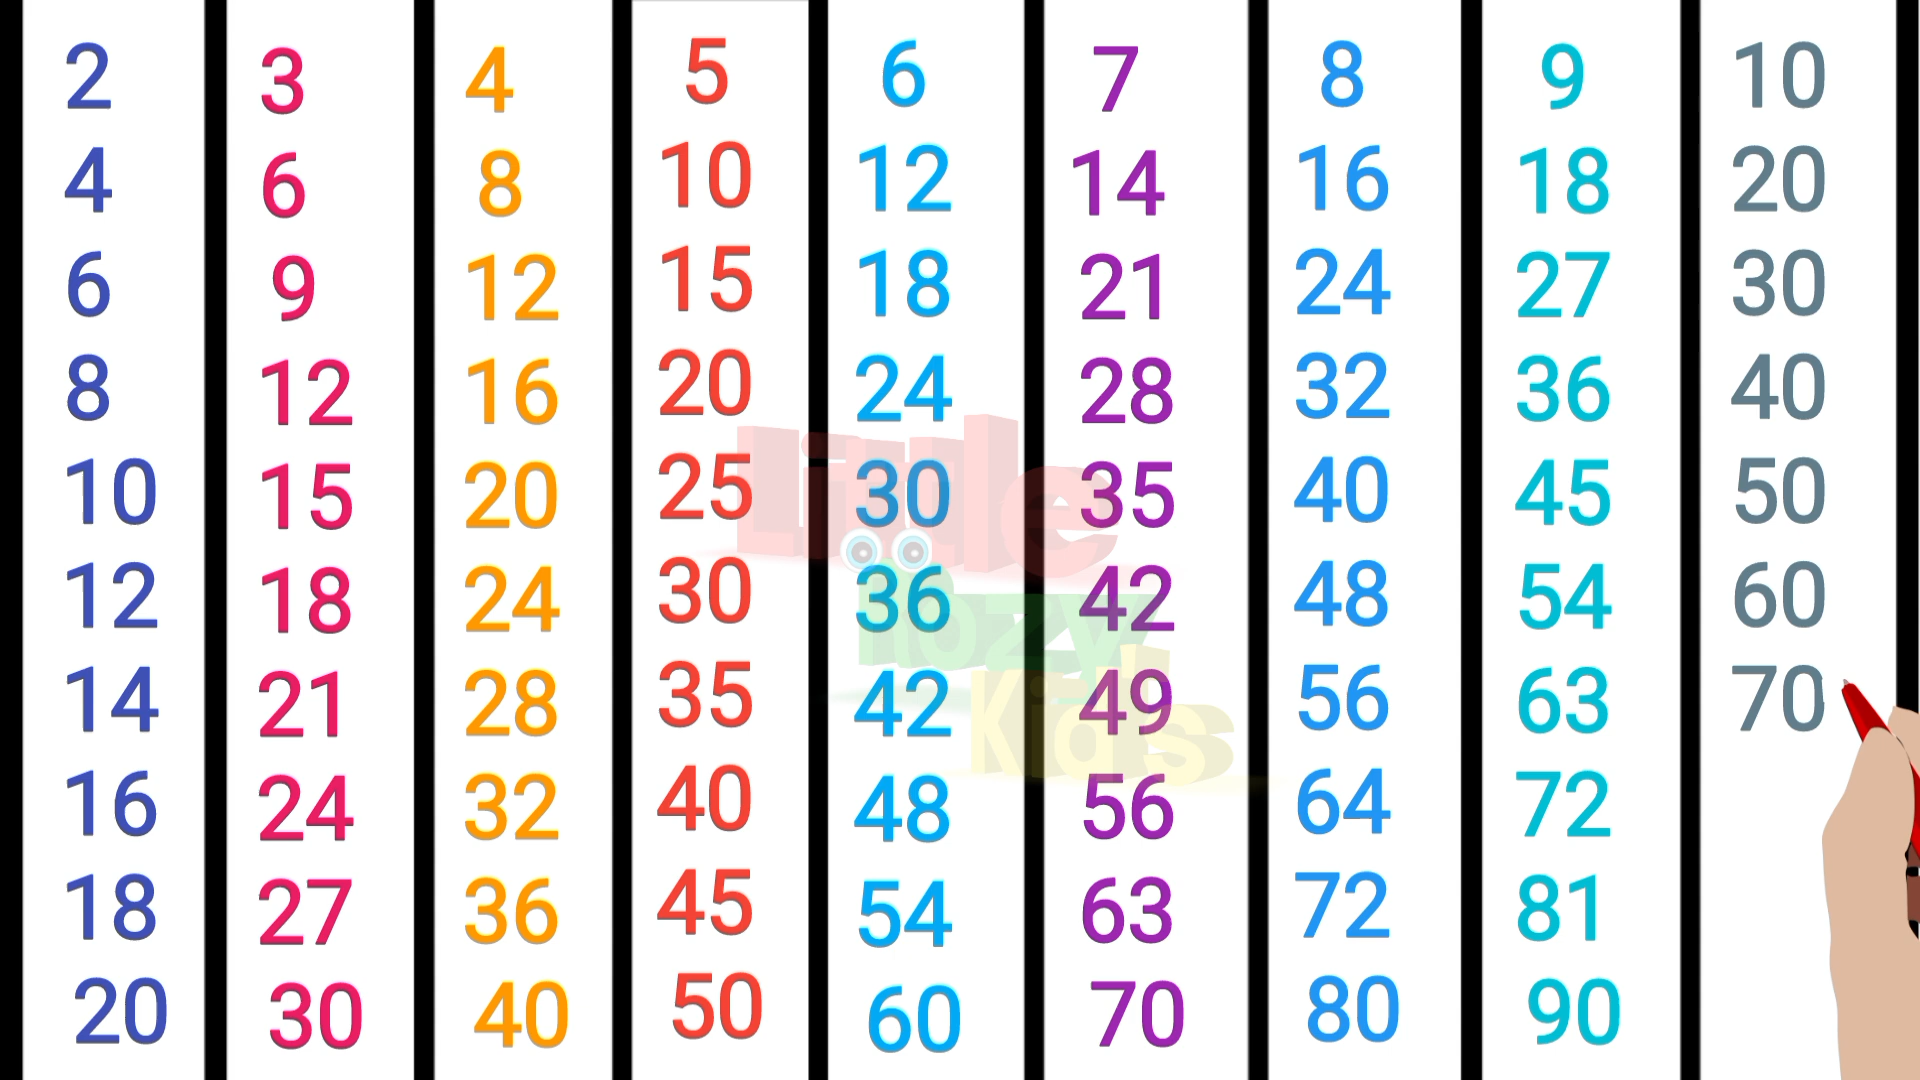 2 3 4 5 6 7 8 9 10
4 6 8 10 12 14 16 18 20
6 9 12 15 18 21 24 27 30
8 12 16 20 24 28 32 36 40
10 15 20 25 30 35 40 45 50
12 18 24 30 36 42 48 54 60
14 21 28 35 42 49 56 63 70
16 24 32 40 48 56 64 72
18 27 36 45 54 63 72 81
20 30 40 50 60 70 80 90
Little
nozy
Kid's